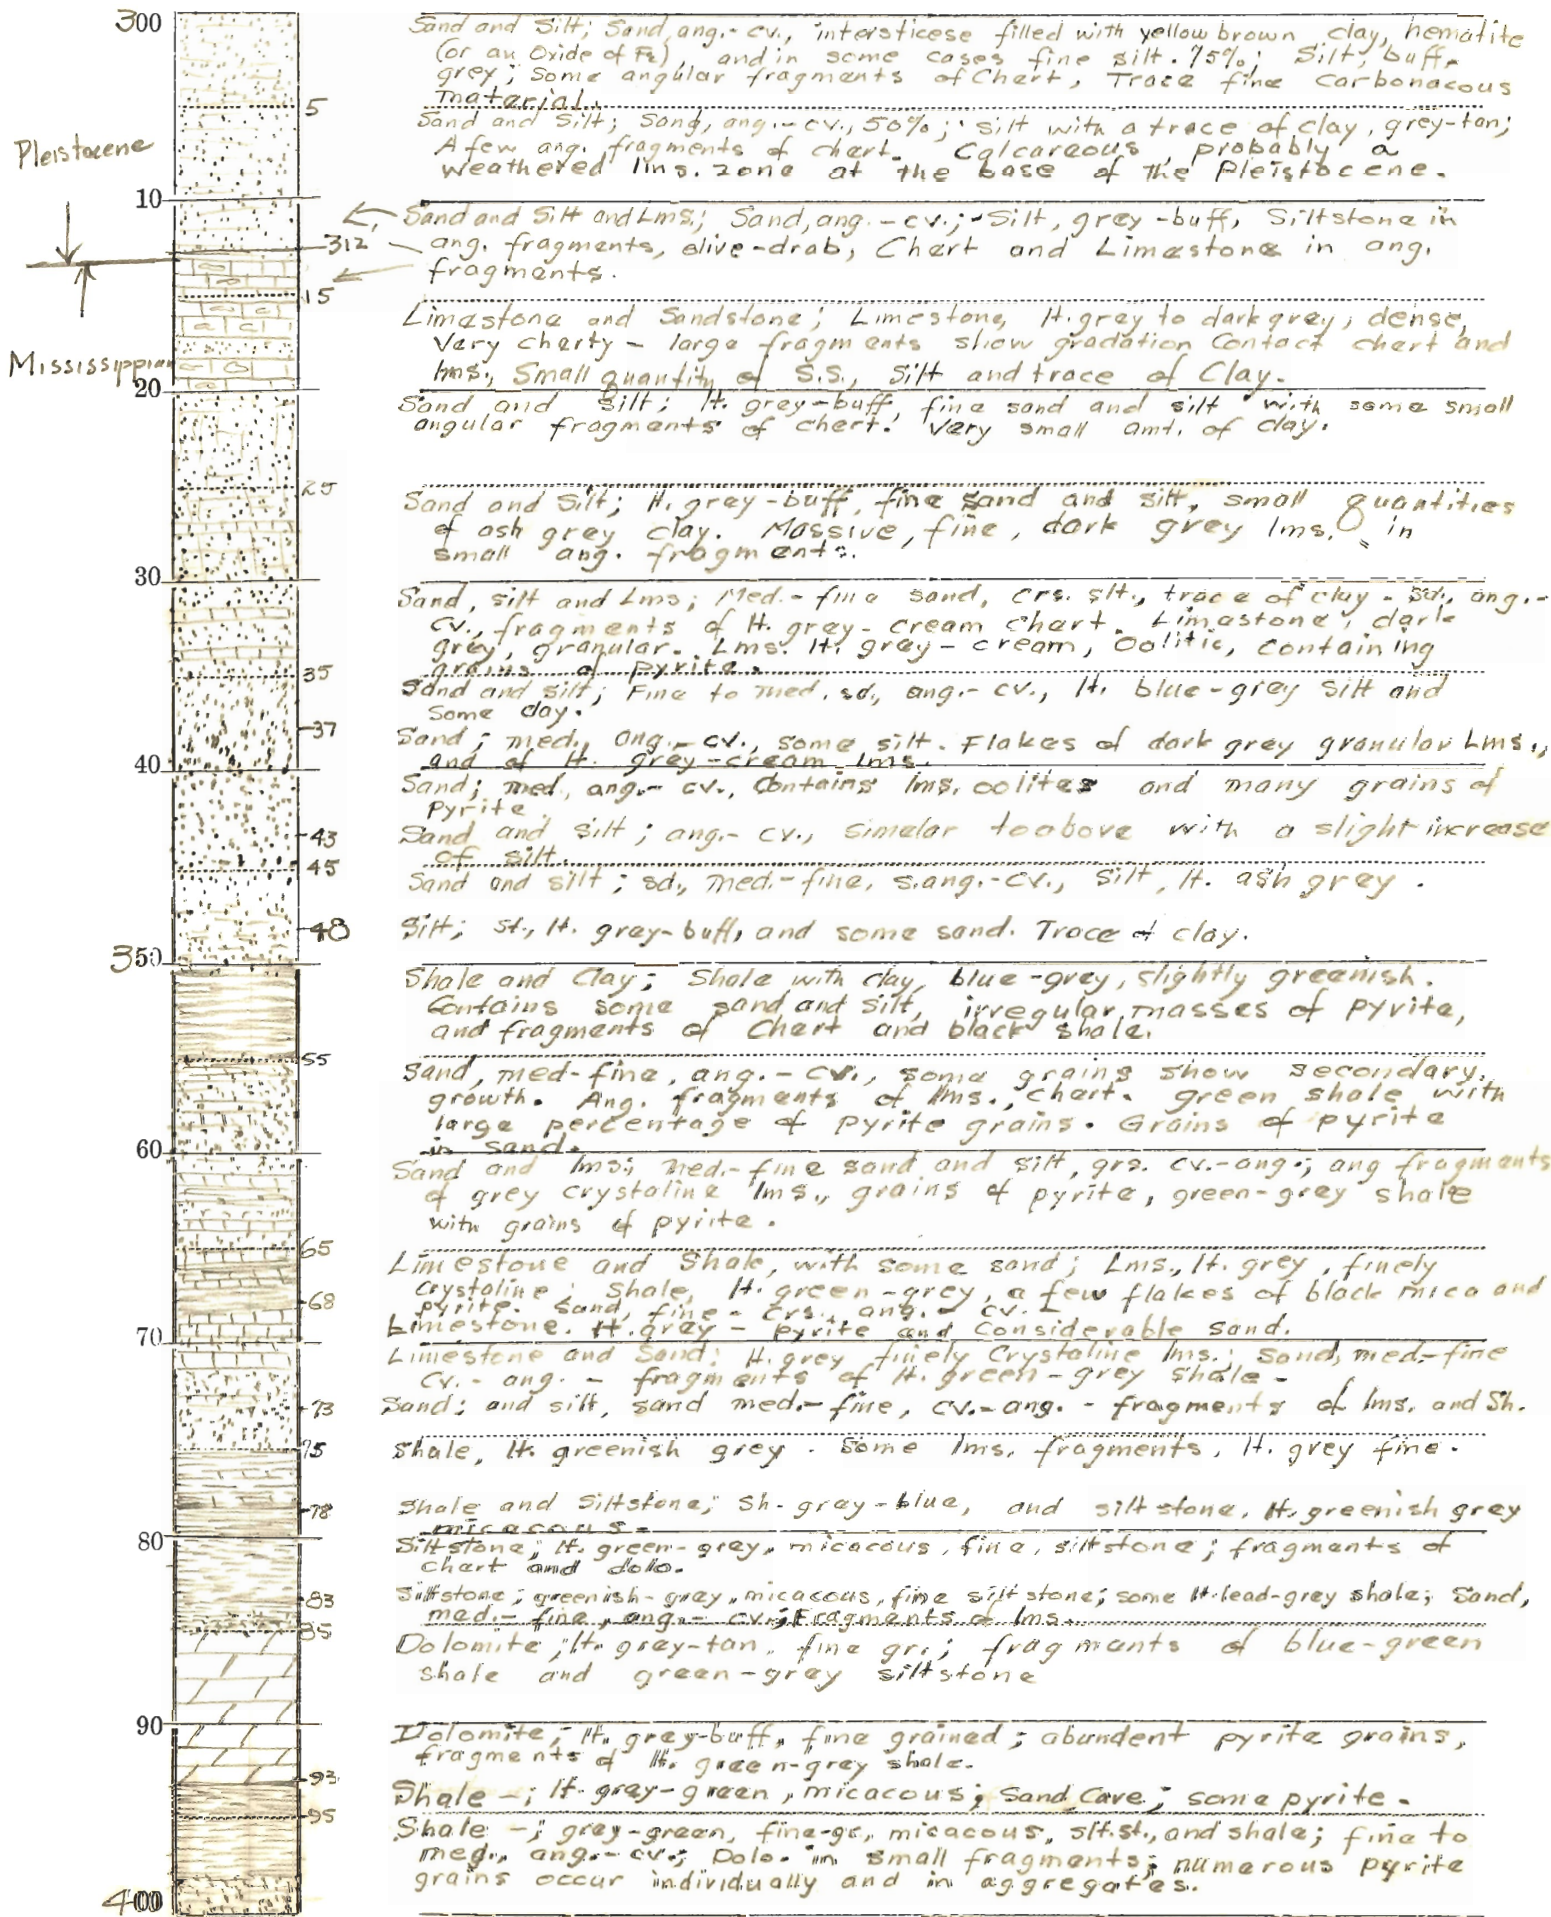 300
Sand and Silt; Sand, ang.-cv., intersticese filled with yellow brown clay, hematite
(or an Oxide of Fe), and in some cases fine silt. 75%; Silt, buff-
grey; Some angular fragments of Chert, Trace fine carbonacous
material.
5
Sand and Silt; Sand, ang.-cv., 50%; silt with a trace of clay, grey-tan;
A few ang. fragments of chert. Calcareous, probably a
weathered lms. zone at the base of the Pleistocene.
Pleistocene
10
Sand and Silt and Lms.; Sand, ang.-cv.; Silt, grey-buff, Siltstone in
312
ang. fragments, olive-drab, Chert and Limestone in ang.
fragments.
15
Limestone and Sandstone; Limestone, lt. grey to dark grey, dense,
Very cherty - large fragments show gradation Contact chert and
lms., Small quantity of S.S., Silt and trace of Clay.
Mississippian
20
Sand and Silt; lt. grey-buff, fine sand and silt with some small
angular fragments of chert. Very small amt. of clay.
25
Sand and Silt; lt. grey-buff, fine sand and silt, small quantities
of ash grey clay. Massive, fine, dark grey lms. in
small ang. fragments.
30
Sand, silt and Lms; Med.-fine sand, crs. slt., trace of clay - sd., ang.-
cv., fragments of lt. grey-cream chert. Limestone, dark
grey, granular. Lms. lt. grey-cream, Oolitic, containing
grains of pyrite.
35
Sand and silt; Fine to med. sd., ang.-cv., lt. blue-grey silt and
some clay.
37
Sand; med., ang.-cv., some silt. Flakes of dark grey granular Lms.,
and of lt. grey-cream lms.
40
Sand; med., ang.-cv., Contains lms. oolites and many grains of
pyrite.
43
Sand and silt; ang.-cv., simelar to above with a slight increase
of silt.
45
Sand and silt; sd., med.-fine, s.ang.-cv., Silt, lt. ash grey.
48
Silt; st., lt. grey-buff, and some sand. Trace of clay.
350
Shale and Clay; Shale with clay, blue-grey, slightly greenish.
Contains some sand and silt, irregular masses of pyrite,
and fragments of Chert and black shale.
55
Sand, med-fine, ang.-cv., some grains show secondary
growth. Ang. fragments of lms., chert. green shale with
large percentage of pyrite grains. Grains of pyrite
in sand.
60
Sand and lms; med.-fine sand and silt, grs. cv.-ang.; ang fragments
of grey crystaline lms., grains of pyrite, green-grey shale
with grains of pyrite.
65
Limestone and Shale, with some sand; Lms., lt. grey, finely
Crystaline; Shale, lt. green-grey, a few flakes of black mica and
pyrite. Sand, fine-crs., ang.-cv. -
68
Limestone. lt. grey - pyrite and Considerable sand.
70
Limestone and Sand; lt. grey finely Crystaline lms.; Sand, med.-fine
cv.-ang. - fragments of lt. green-grey shale -
73
Sand; and silt, sand med.-fine, cv.-ang. - fragments of lms. and Sh.
75
Shale, lt. greenish grey. Some lms. fragments, lt. grey fine.
78
Shale and Siltstone; Sh-gray-blue, and siltstone, lt. greenish grey
micacous-
80
Siltstone; lt. green-grey, micacous, fine, siltstone; fragments of
chert and dolo.
83
Siltstone; greenish-gray, micacous, fine siltstone; some lt. lead-grey shale; Sand,
med.-fine, ang.-cv.; Fragments of lms.
85
Dolomite; lt. gray-tan, fine gr.; fragments of blue-green
shale and green-gray siltstone
90
Dolomite; lt. grey-buff, fine grained; abundent pyrite grains,
fragments of lt. green-grey shale.
93
Shale -; lt. gray-green, micacous; Sand Cave; some pyrite.
95
Shale -; gray-green, fine-gr., micacous, slt.st., and shale; fine to
med., ang.-cv.; Dolo. in small fragments; numerous pyrite
grains occur individually and in aggregates.
400